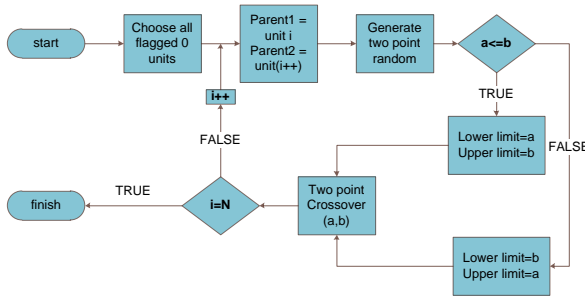 start
Choose all
flagged 0
units
Parent1 =
unit i
Parent2 =
unit(i++)
Generate
two point
random
a<=b
TRUE
FALSE
Lower limit=a
Upper limit=b
i++
FALSE
finish
TRUE
i=N
Two point
Crossover
(a,b)
Lower limit=b
Upper limit=a